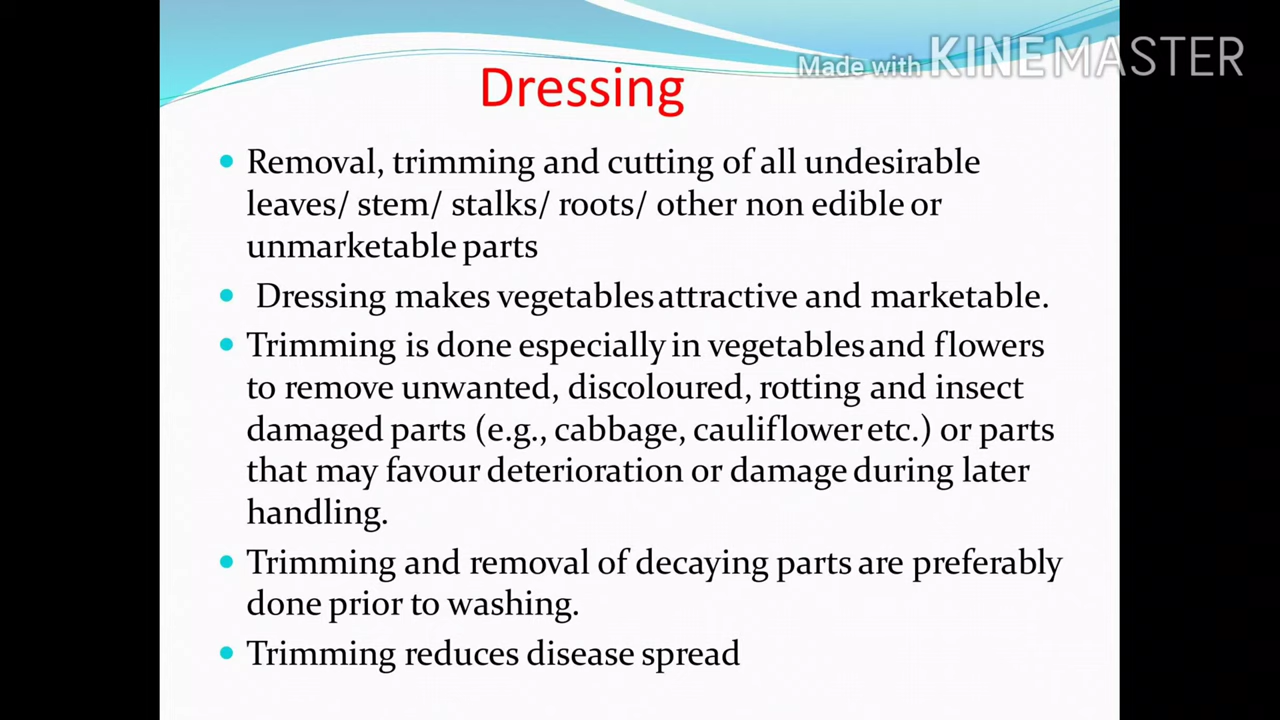 Made with KINEMASTER
Dressing
• Removal, trimming and cutting of all undesirable
leaves/ stem/ stalks/ roots/ other non edible or
unmarketable parts
• Dressing makes vegetables attractive and marketable.
• Trimming is done especially in vegetables and flowers
to remove unwanted, discoloured, rotting and insect
damaged parts (e.g., cabbage, cauliflower etc.) or parts
that may favour deterioration or damage during later
handling.
• Trimming and removal of decaying parts are preferably
done prior to washing.
• Trimming reduces disease spread